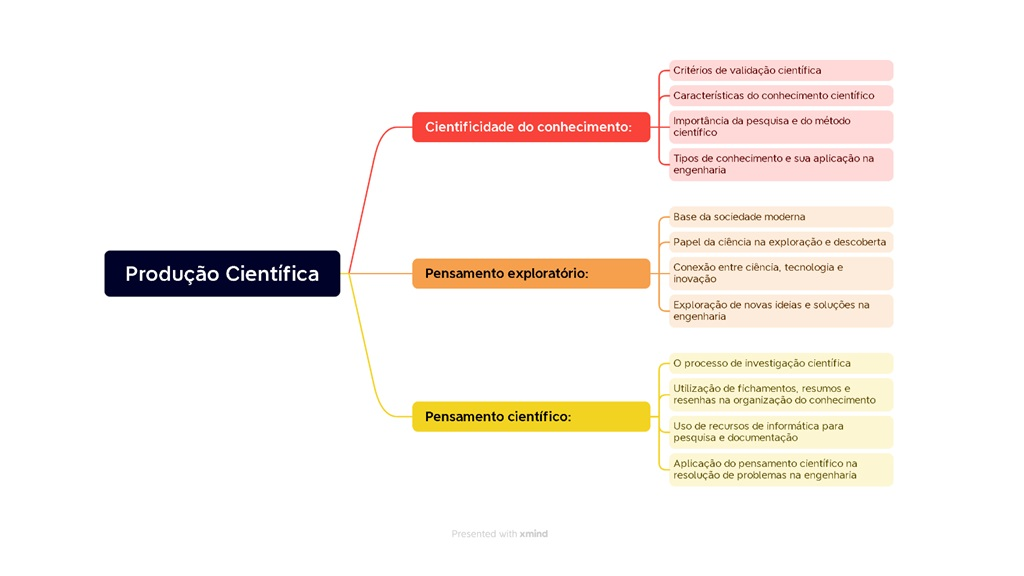 Produção Científica
Cientificidade do conhecimento:
Critérios de validação científica
Características do conhecimento científico
Importância da pesquisa e do método
científico
Tipos de conhecimento e sua aplicação na
engenharia
Pensamento exploratório:
Base da sociedade moderna
Papel da ciência na exploração e descoberta
Conexão entre ciência, tecnologia e
inovação
Exploração de novas ideias e soluções na
engenharia
Pensamento científico:
O processo de investigação científica
Utilização de fichamentos, resumos e
resenhas na organização do conhecimento
Uso de recursos de informática para
pesquisa e documentação
Aplicação do pensamento científico na
resolução de problemas na engenharia
Presented with xmind